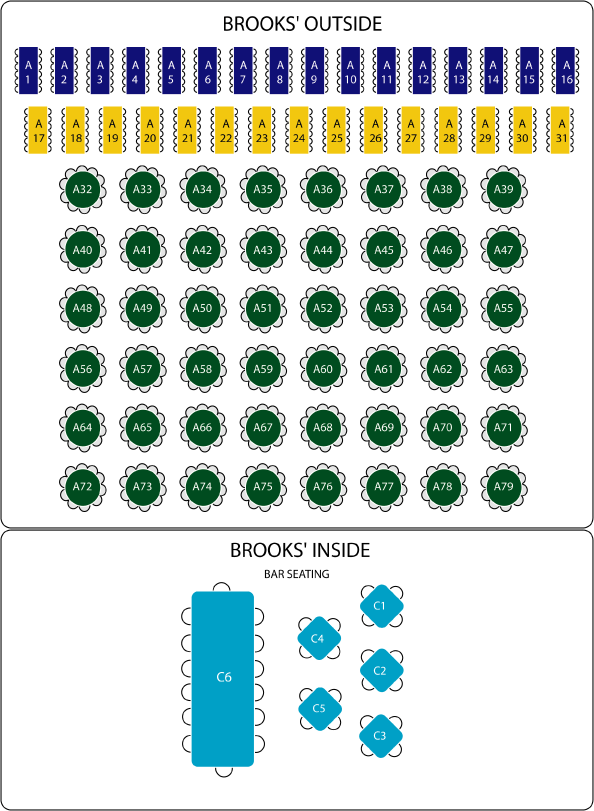 BROOKS' OUTSIDE
A A A A A A A A A A A A A A A A
1 2 3 4 5 6 7 8 9 10 11 12 13 14 15 16
A A A A A A A A A A A A A A A
17 18 19 20 21 22 23 24 25 26 27 28 29 30 31
A32 A33 A34 A35 A36 A37 A38 A39
A40 A41 A42 A43 A44 A45 A46 A47
A48 A49 A50 A51 A52 A53 A54 A55
A56 A57 A58 A59 A60 A61 A62 A63
A64 A65 A66 A67 A68 A69 A70 A71
A72 A73 A74 A75 A76 A77 A78 A79
BROOKS' INSIDE
BAR SEATING
C1
C4
C2
C6
C5
C3